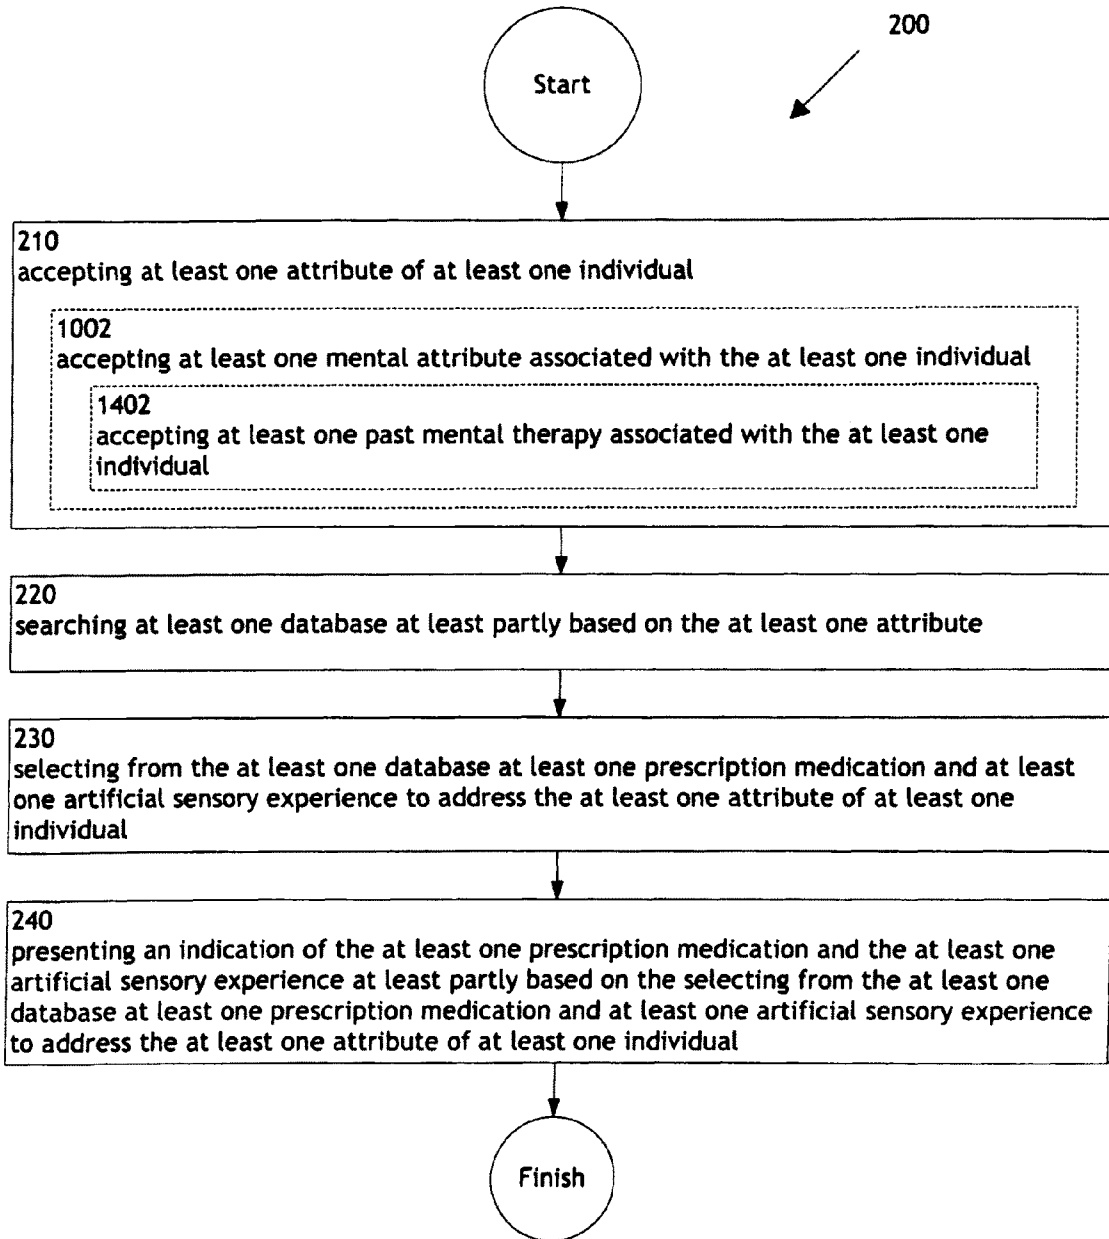 200
Start
210
accepting at least one attribute of at least one individual
1002
accepting at least one mental attribute associated with the at least one individual
1402
accepting at least one past mental therapy associated with the at least one
individual
220
searching at least one database at least partly based on the at least one attribute
230
selecting from the at least one database at least one prescription medication and at least
one artificial sensory experience to address the at least one attribute of at least one
individual
240
presenting an indication of the at least one prescription medication and the at least one
artificial sensory experience at least partly based on the selecting from the at least one
database at least one prescription medication and at least one artificial sensory experience
to address the at least one attribute of at least one individual
Finish